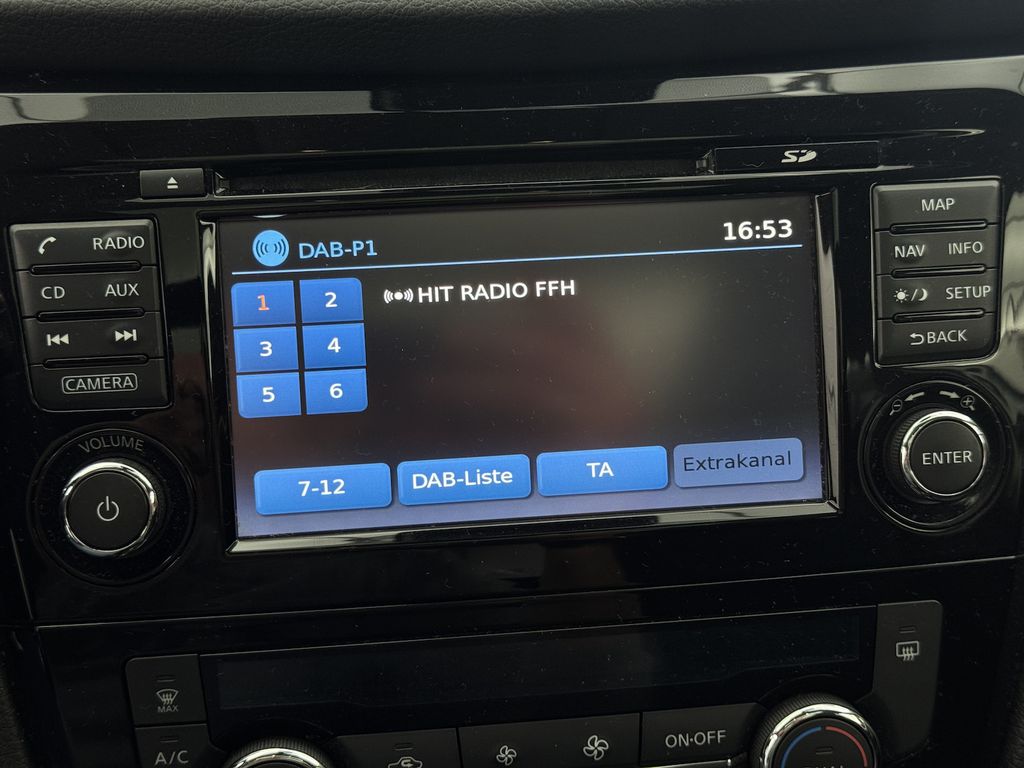 SD
RADIO
CD AUX
CAMERA
VOLUME
DAB-P1
16:53
1 2
3 4
5 6
HIT RADIO FFH
7-12 DAB-Liste TA Extrakanal
MAP
NAV INFO
SETUP
BACK
ENTER
MAX
A/C
ON·OFF
DUAL